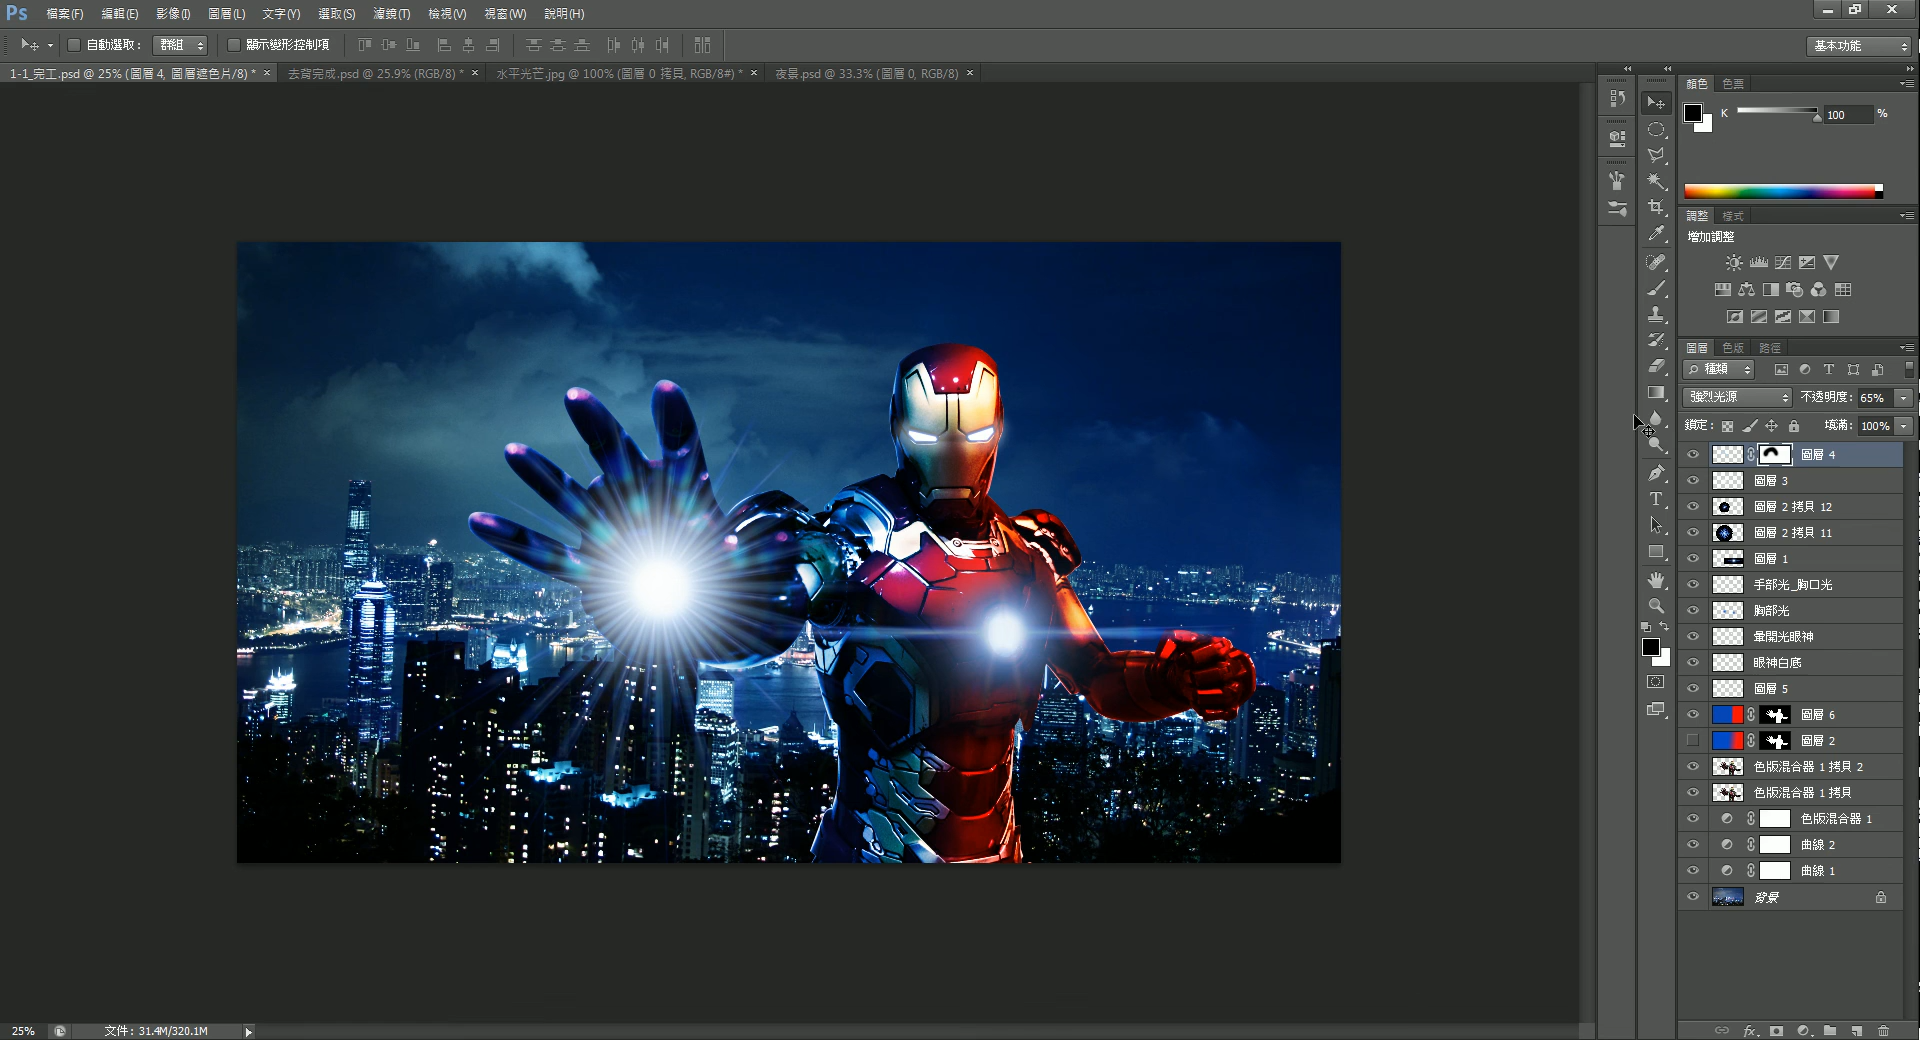 Ps 檔案(F) 編輯(E) 影像(I) 圖層(L) 文字(Y) 選取(S) 濾鏡(T) 檢視(V) 視窗(W) 說明(H)
自動選取： 群組 顯示變形控制項 基本功能
1-1_完工.psd @ 25% (圖層 4, 圖層遮色片/8) * × 去背完成.psd @ 25.9% (RGB/8) * × 水平光芒.jpg @ 100% (圖層 0 拷貝, RGB/8#) * × 夜景.psd @ 33.3% (圖層 0, RGB/8) ×
顏色 色票
K 100 %
調整 樣式
增加調整
圖層 色版 路徑
種類
強烈光源 不透明度： 65%
鎖定： 填滿： 100%
圖層 4
圖層 3
圖層 2 拷貝 12
圖層 2 拷貝 11
圖層 1
手部光_胸口光
胸部光
暈開光眼神
眼神白底
圖層 5
圖層 6
圖層 2
色版混合器 1 拷貝 2
色版混合器 1 拷貝
色版混合器 1
曲線 2
曲線 1
背景
25% 文件：31.4M/320.1M